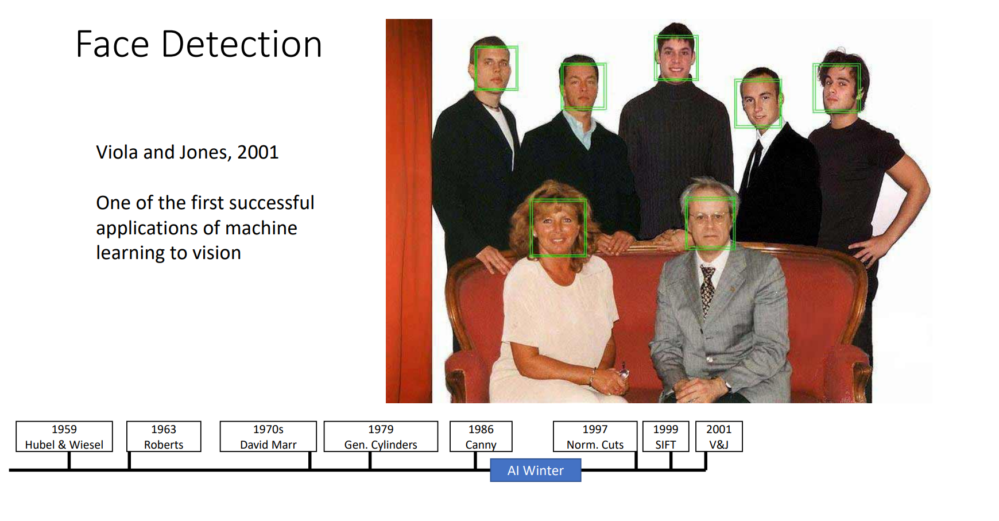 Face Detection
Viola and Jones, 2001
One of the first successful
applications of machine
learning to vision
1959
Hubel & Wiesel
1963
Roberts
1970s
David Marr
1979
Gen. Cylinders
1986
Canny
AI Winter
1997
Norm. Cuts
1999
SIFT
2001
V&J